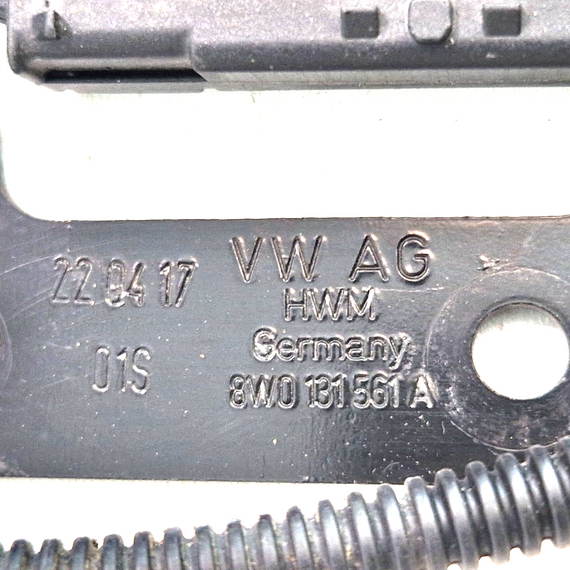 VW AG
22 04 17
HWM
Germany
01S
8W0 131 561 A